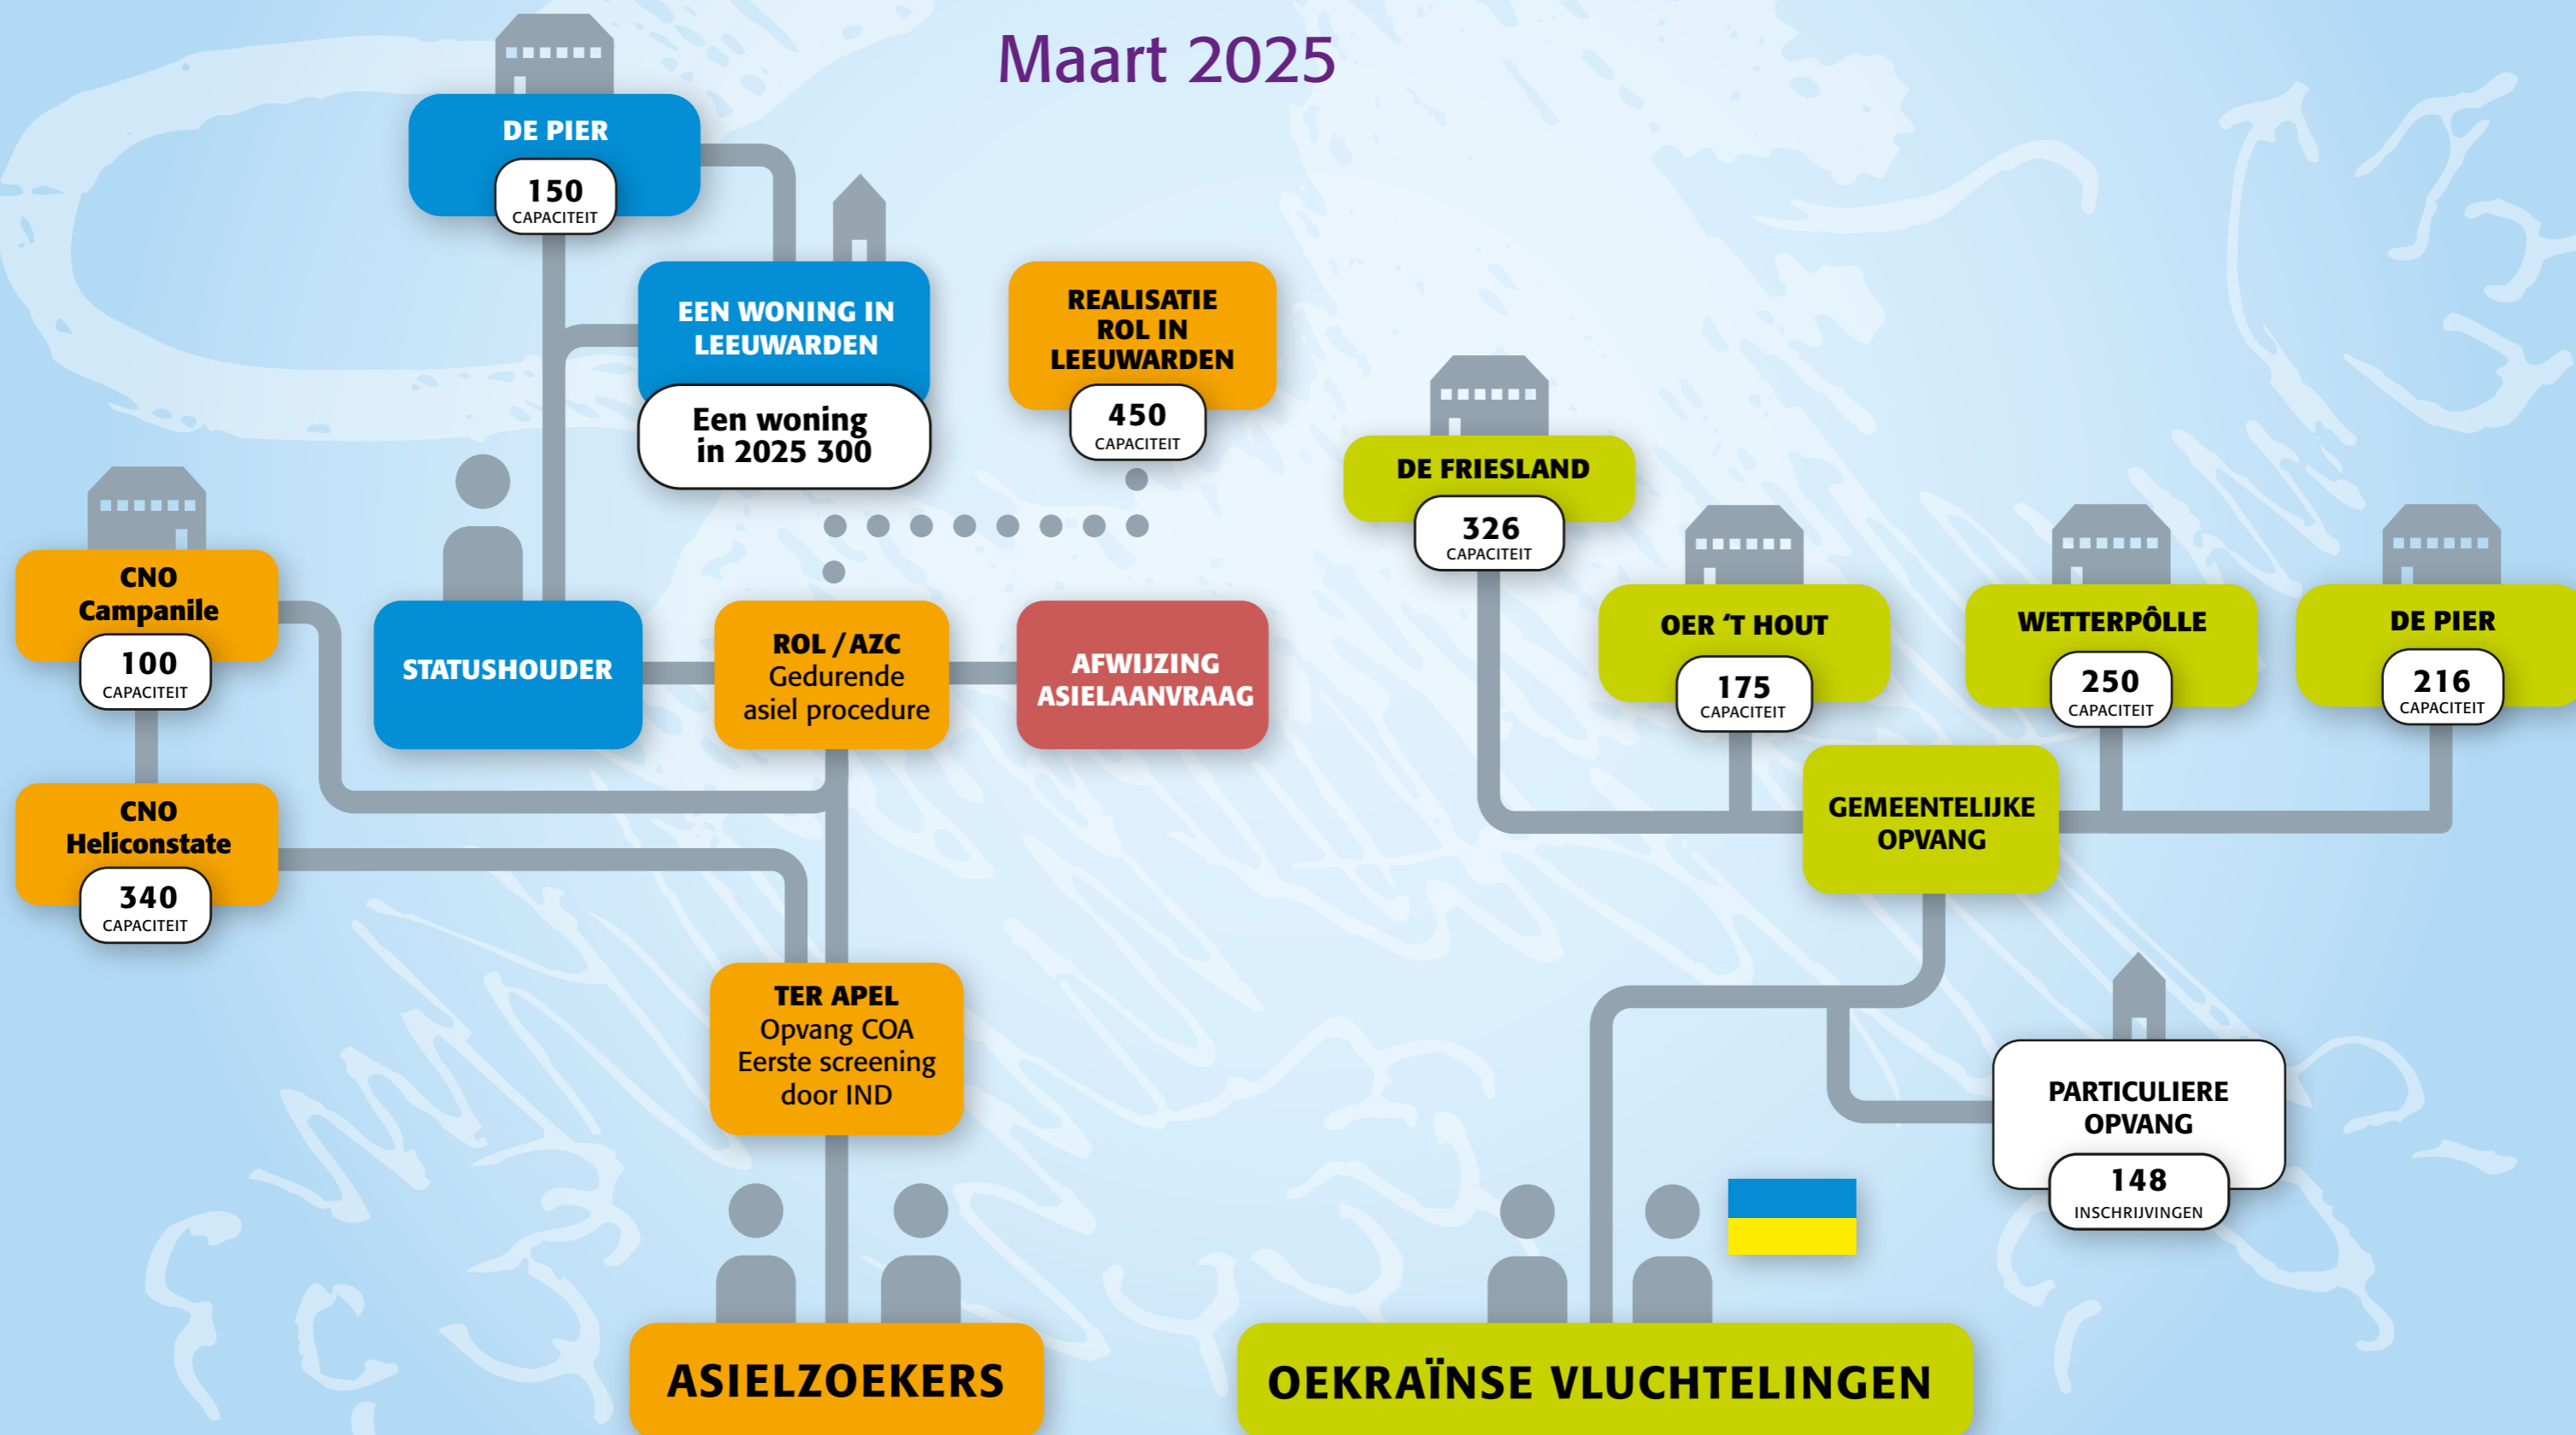 Maart 2025
DE PIER
150
CAPACITEIT
EEN WONING IN
LEEUWARDEN
Een woning
in 2025 300
REALISATIE
ROL IN
LEEUWARDEN
450
CAPACITEIT
CNO
Campanile
100
CAPACITEIT
STATUSHOUDER
ROL / AZC
Gedurende
asiel procedure
AFWIJZING
ASIELAANVRAAG
CNO
Heliconstate
340
CAPACITEIT
TER APEL
Opvang COA
Eerste screening
door IND
ASIELZOEKERS
DE FRIESLAND
326
CAPACITEIT
OER ‘T HOUT
175
CAPACITEIT
WETTERPÔLLE
250
CAPACITEIT
DE PIER
216
CAPACITEIT
GEMEENTELIJKE
OPVANG
PARTICULIERE
OPVANG
148
INSCHRIJVINGEN
OEKRAÏNSE VLUCHTELINGEN